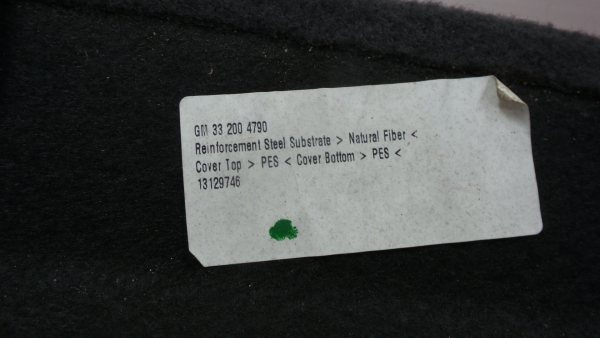 GM 33 200 4790
Reinforcement Steel Substrate > Natural Fiber <
Cover Top > PES < Cover Bottom > PES <
13129746